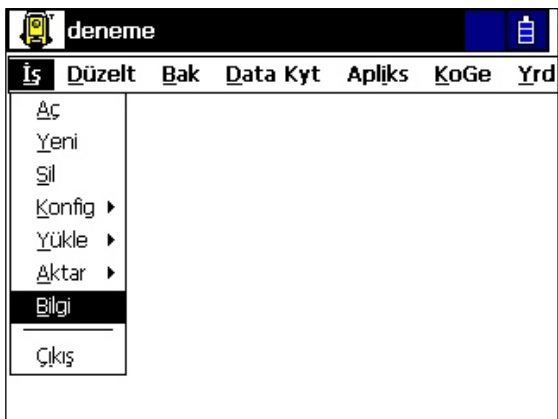 deneme
İş Düzelt Bak Data Kyt Apliks KoGe Yrd
Aç
Yeni
Sil
Konfig
Yükle
Aktar
Bilgi
Çıkış